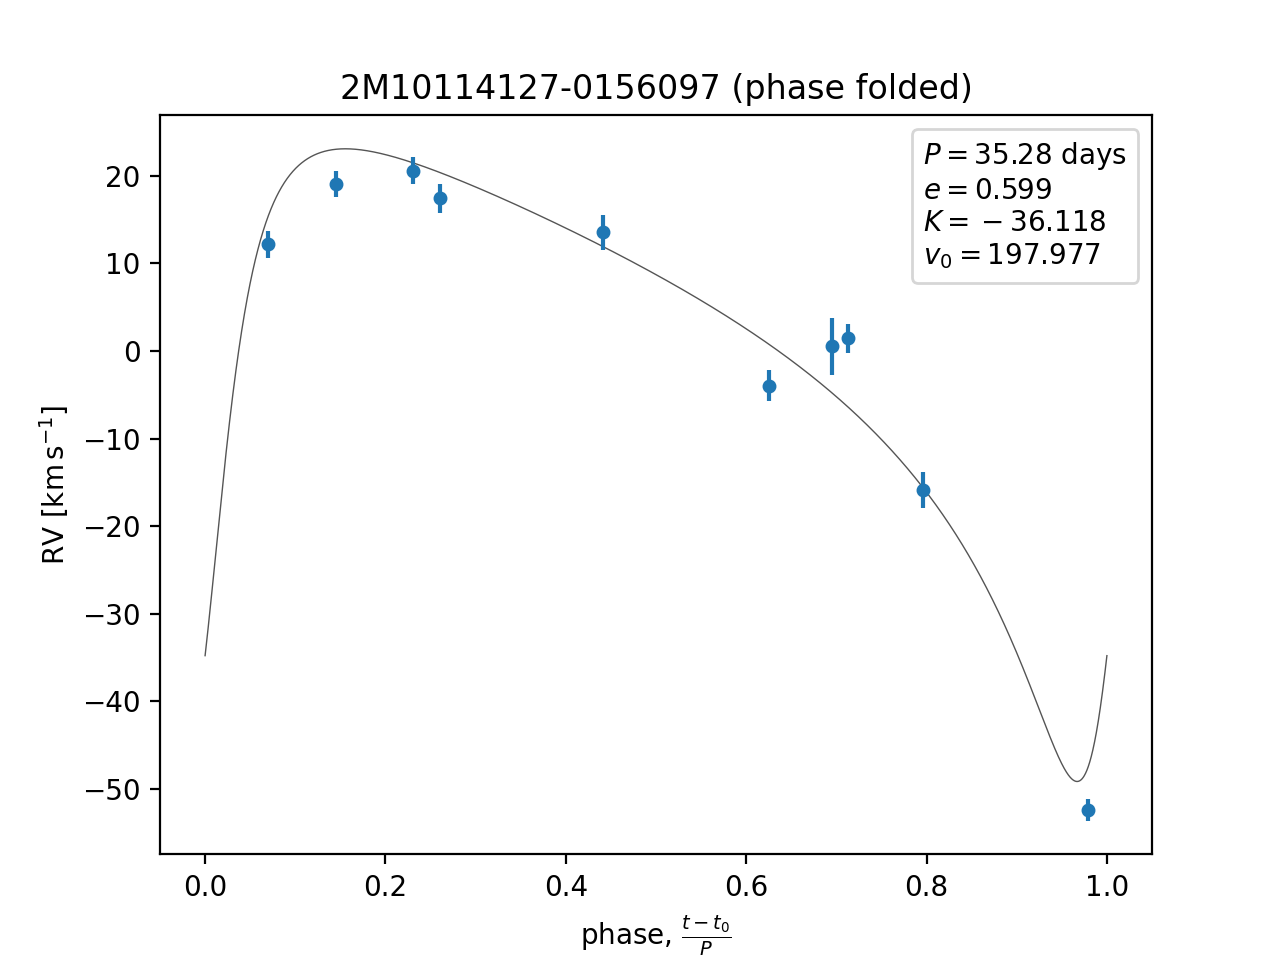 2M10114127-0156097 (phase folded)
P = 35.28 days
e = 0.599
K = −36.118
v₀ = 197.977
20
10
0
−10
−20
−30
−40
−50
RV [km s⁻¹]
0.0 0.2 0.4 0.6 0.8 1.0
phase, (t − t₀)/P